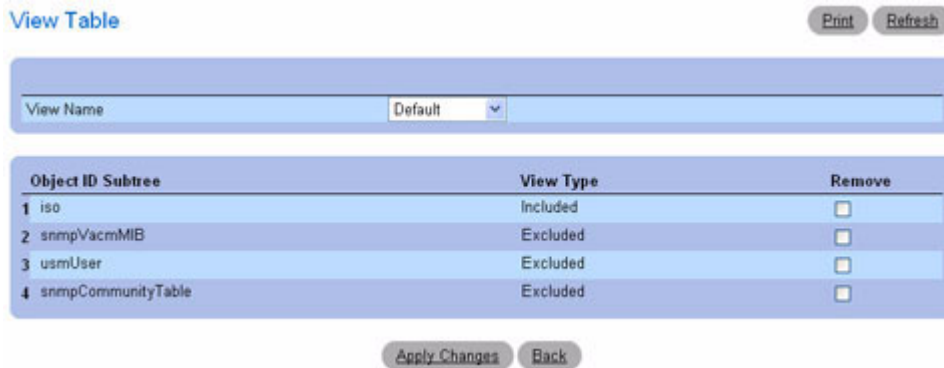 View Table Print Refresh
View Name Default
Object ID Subtree View Type Remove
1 iso Included
2 snmpVacmMIB Excluded
3 usmUser Excluded
4 snmpCommunityTable Excluded
Apply Changes Back